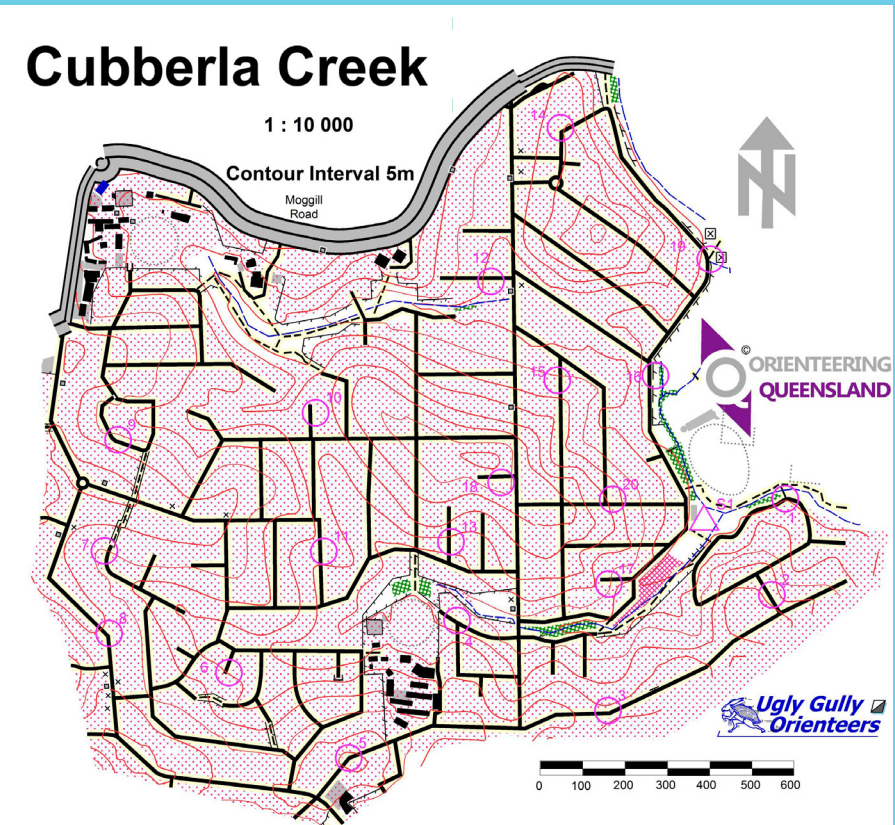 Cubberla Creek
1 : 10 000
Contour Interval 5m
Moggill
Road
14
N
19
12
©
ORIENTEERING
QUEENSLAND
15
16
10
9
18
20
S1
1
13
11
7
17
2
4
8
6
3
Ugly Gully
Orienteers
5
0 100 200 300 400 500 600